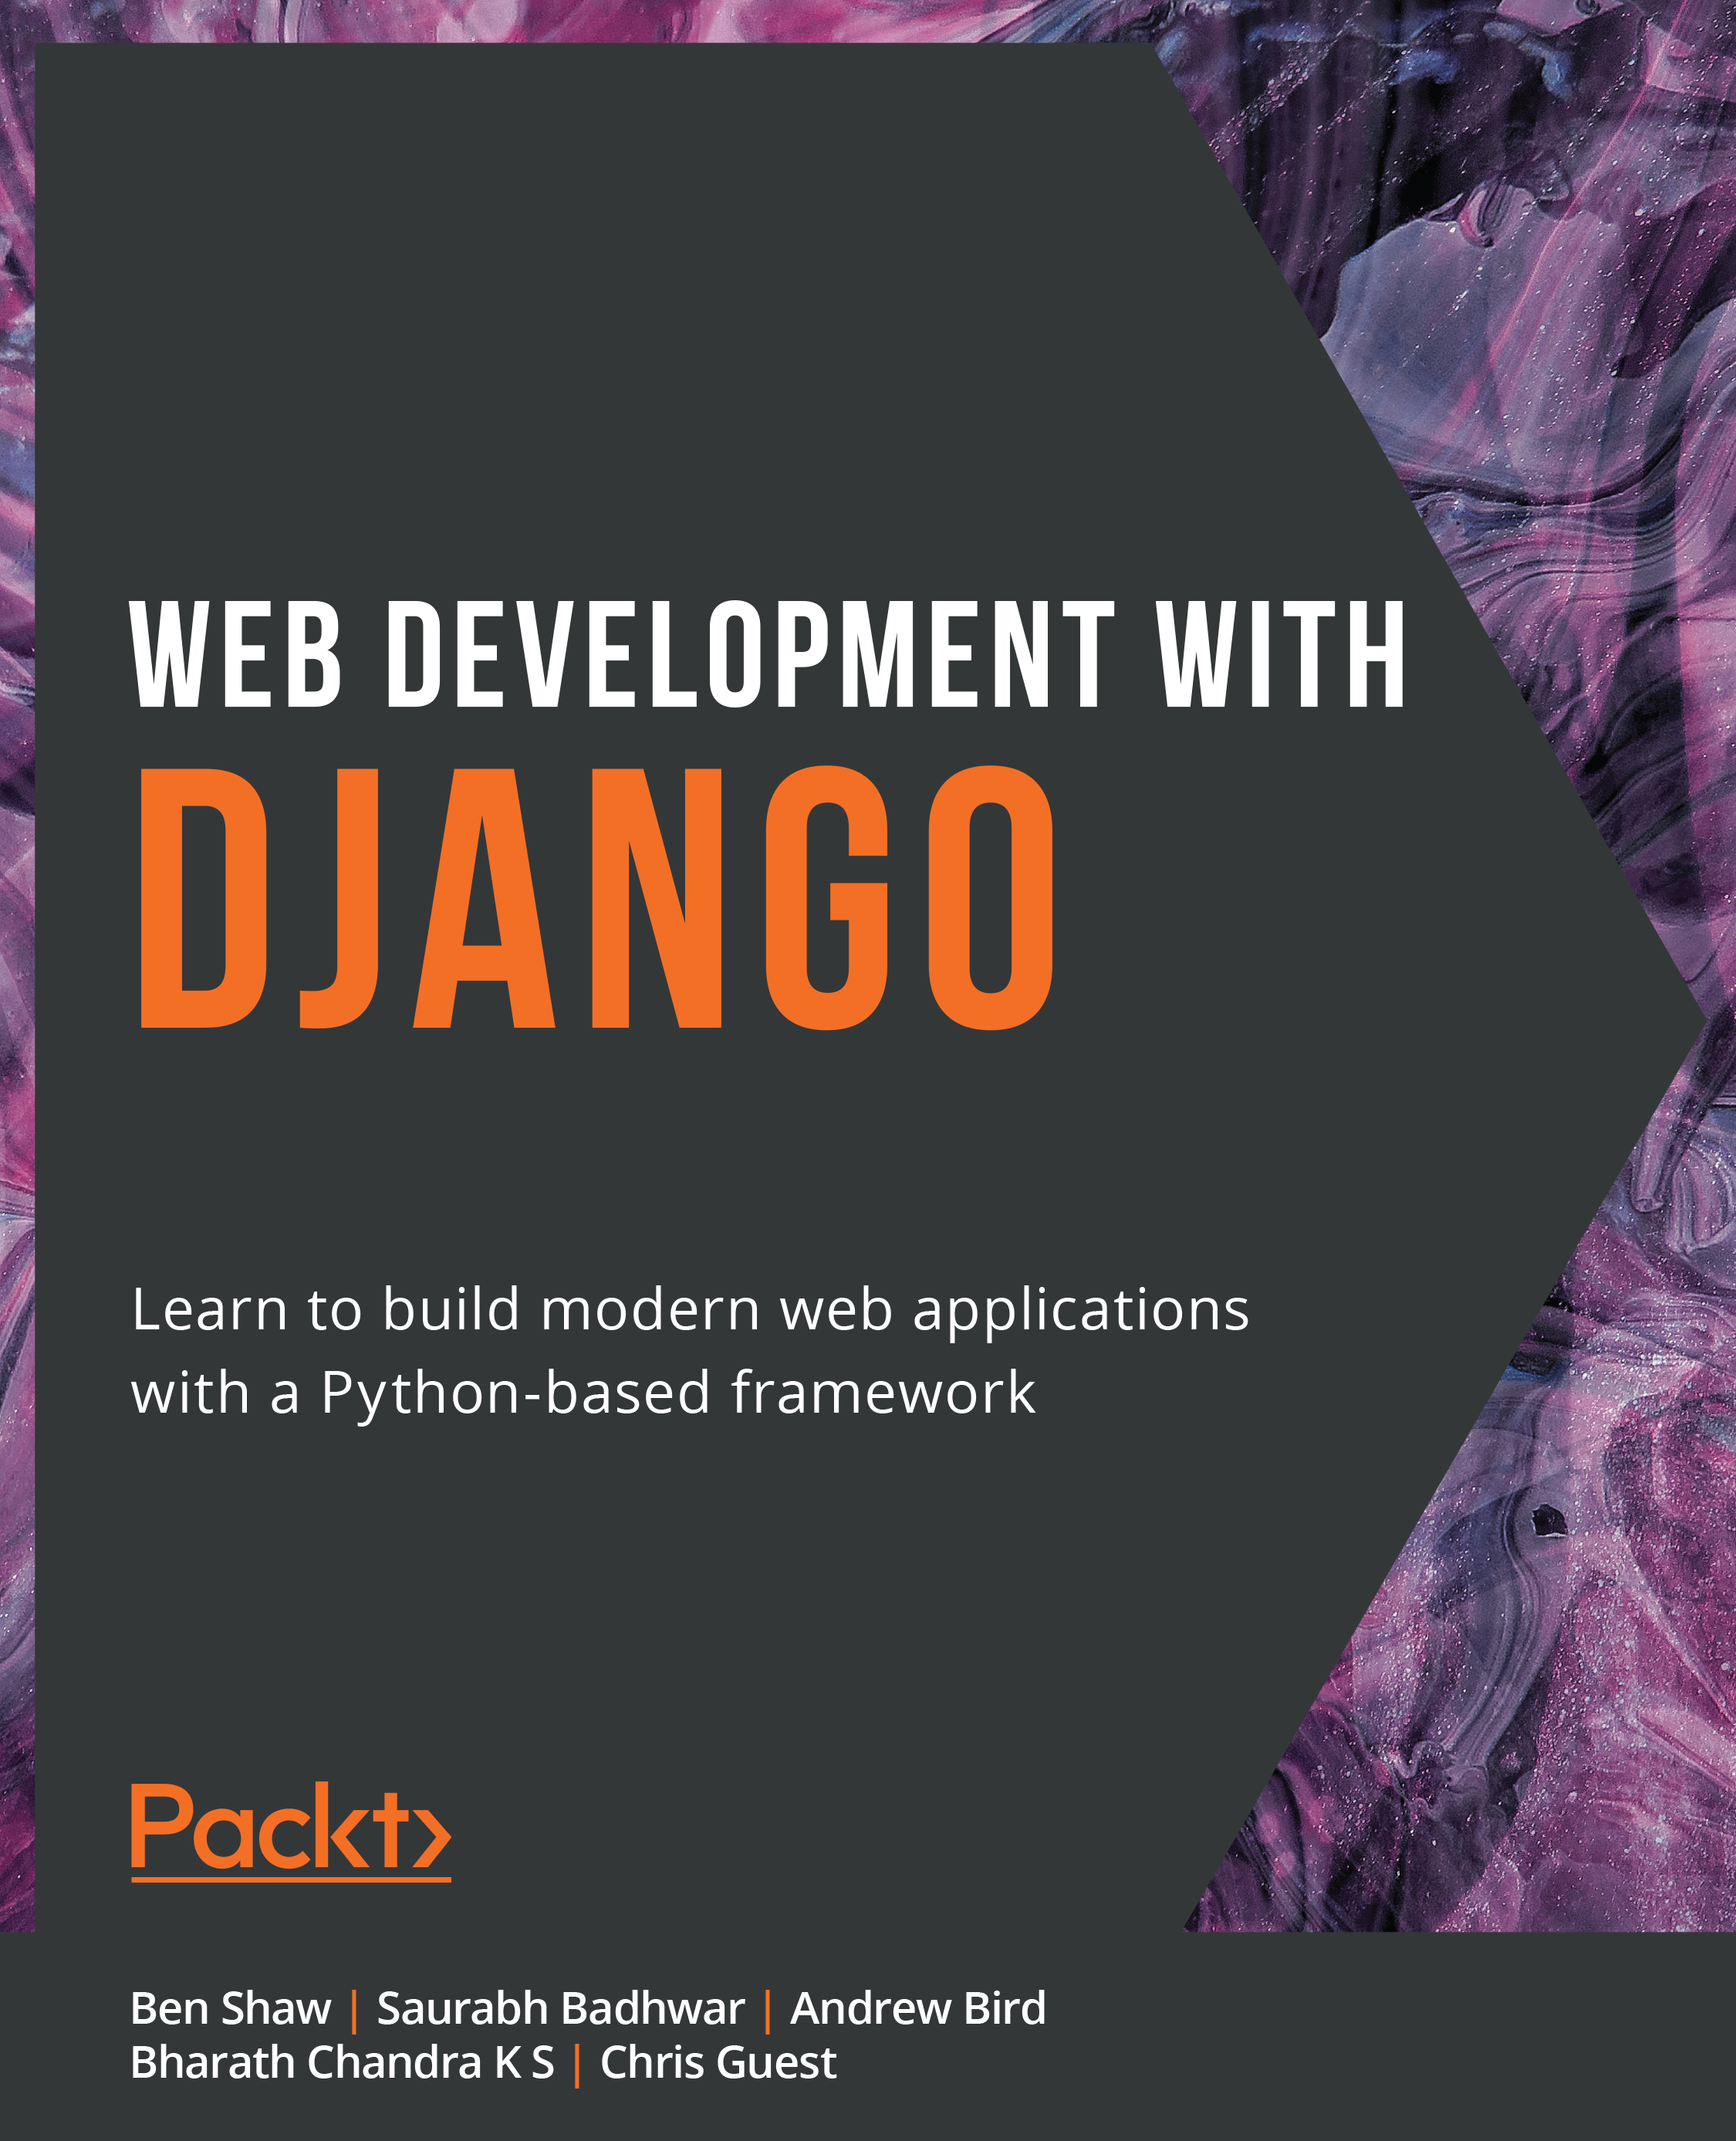 WEB DEVELOPMENT WITH
DJANGO
Learn to build modern web applications
with a Python-based framework
Packt
Ben Shaw | Saurabh Badhwar | Andrew Bird
Bharath Chandra K S | Chris Guest